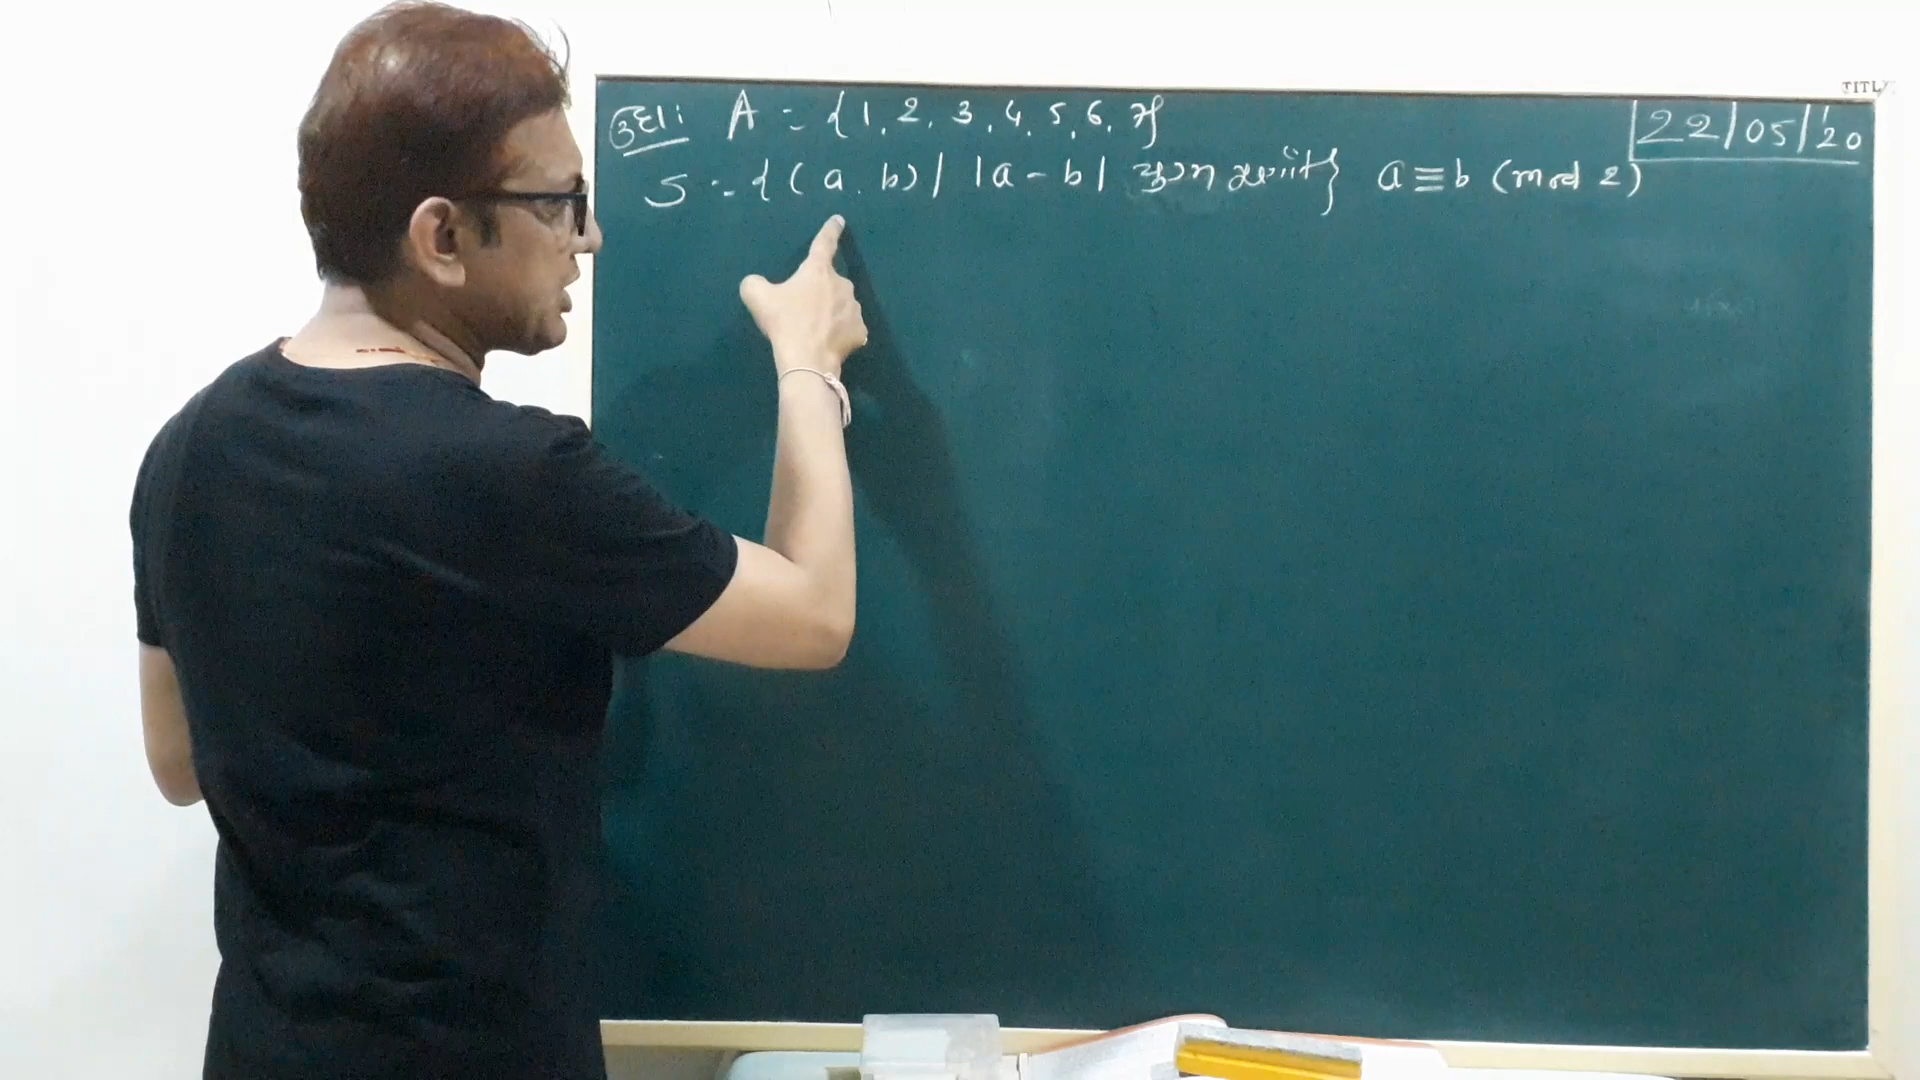 ઉદા: A = {1, 2, 3, 4, 5, 6, 7}
22/05/'20
S = {(a, b) / |a - b| યુગ્મ સંખ્યા} a ≡ b (mod 2)